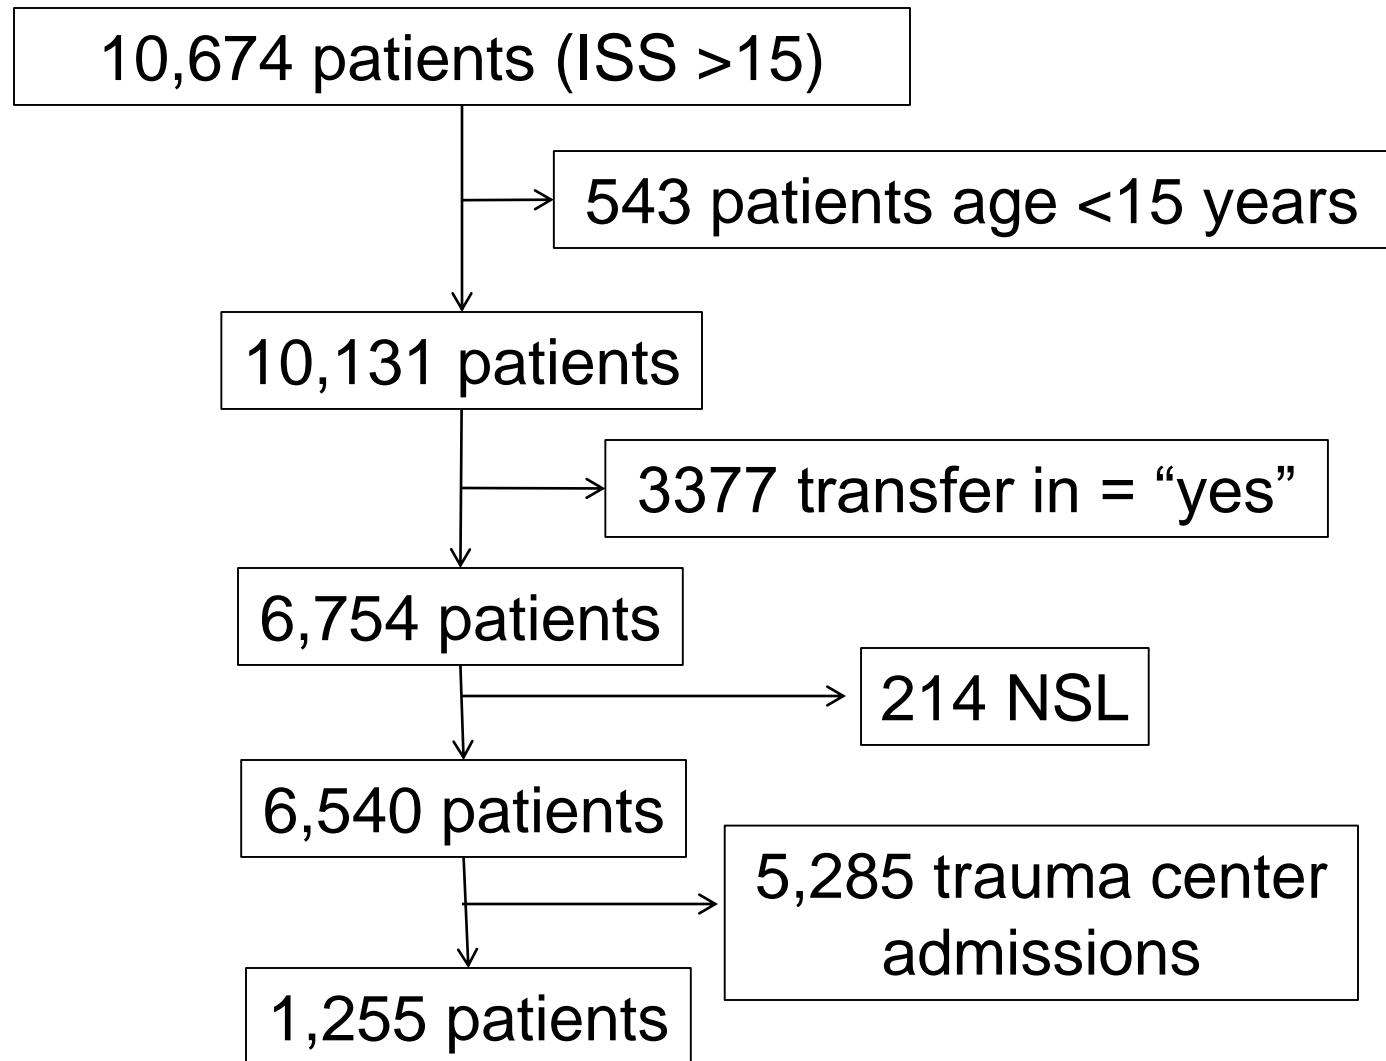 10,674 patients (ISS >15)
543 patients age <15 years
10,131 patients
3377 transfer in = “yes”
6,754 patients
214 NSL
6,540 patients
5,285 trauma center
admissions
1,255 patients